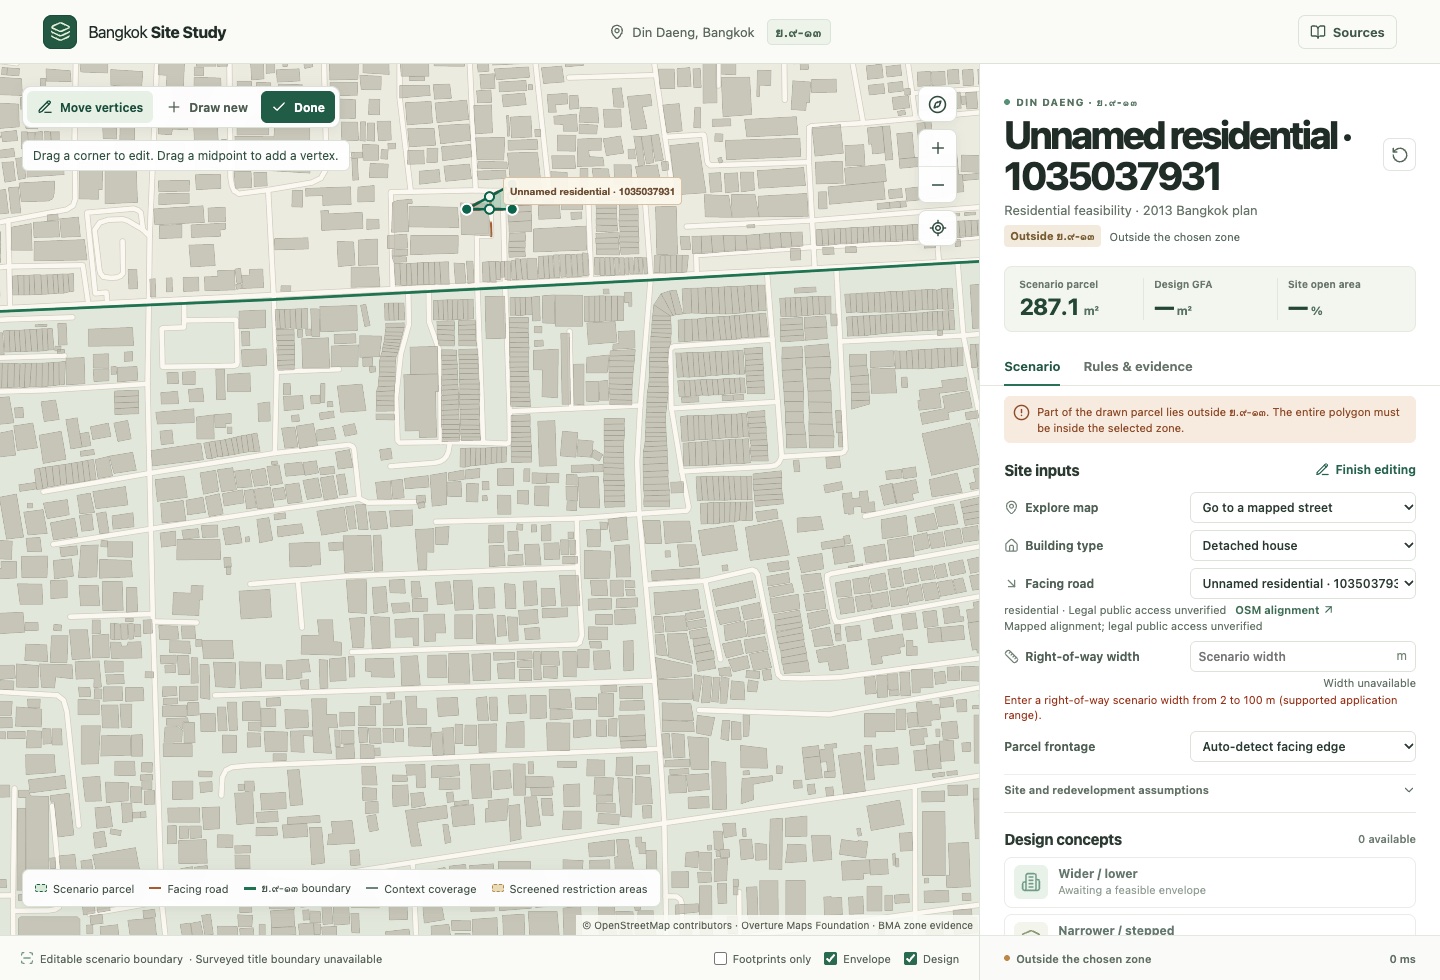 Bangkok Site Study
Din Daeng, Bangkok ย.๙-๑๓
Sources
Move vertices
Draw new
Done
Drag a corner to edit. Drag a midpoint to add a vertex.
Unnamed residential · 1035037931
Scenario parcel
Facing road
ย.๙-๑๓ boundary
Context coverage
Screened restriction areas
© OpenStreetMap contributors · Overture Maps Foundation · BMA zone evidence
Editable scenario boundary · Surveyed title boundary unavailable
Footprints only
Envelope
Design
DIN DAENG · ย.๙-๑๓
Unnamed residential ·
1035037931
Residential feasibility · 2013 Bangkok plan
Outside ย.๙-๑๓ Outside the chosen zone
Scenario parcel
287.1 m²
Design GFA
— m²
Site open area
— %
Scenario
Rules & evidence
Part of the drawn parcel lies outside ย.๙-๑๓. The entire polygon must
be inside the selected zone.
Site inputs
Finish editing
Explore map
Go to a mapped street
Building type
Detached house
Facing road
Unnamed residential · 103503793
residential · Legal public access unverified OSM alignment
Mapped alignment; legal public access unverified
Right-of-way width
Scenario width m
Width unavailable
Enter a right-of-way scenario width from 2 to 100 m (supported application
range).
Parcel frontage
Auto-detect facing edge
Site and redevelopment assumptions
Design concepts
0 available
Wider / lower
Awaiting a feasible envelope
Narrower / stepped
Outside the chosen zone
0 ms